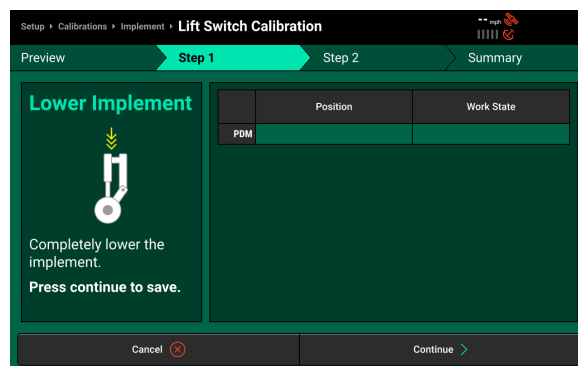 Setup › Calibrations › Implement › Lift Switch Calibration
-- mph
Preview
Step 1
Step 2
Summary
Lower Implement
Completely lower the
implement.
Press continue to save.
Position
Work State
PDM
Cancel
Continue